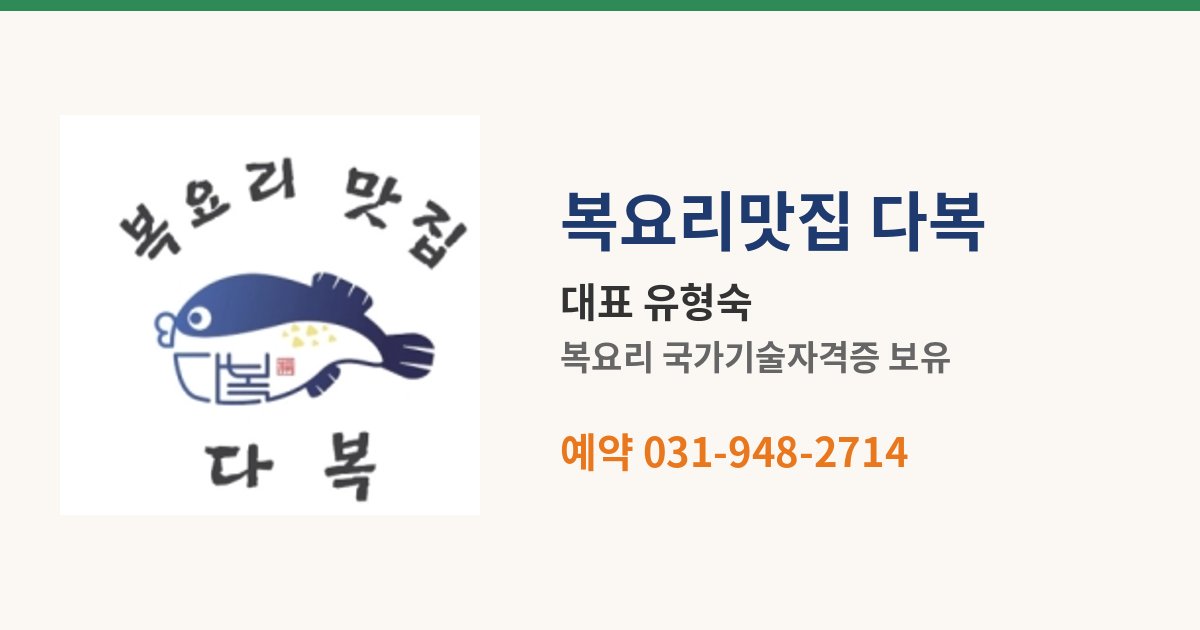 복요리 맛집
다복
다 복
복요리맛집 다복
대표 유형숙
복요리 국가기술자격증 보유
예약 031-948-2714